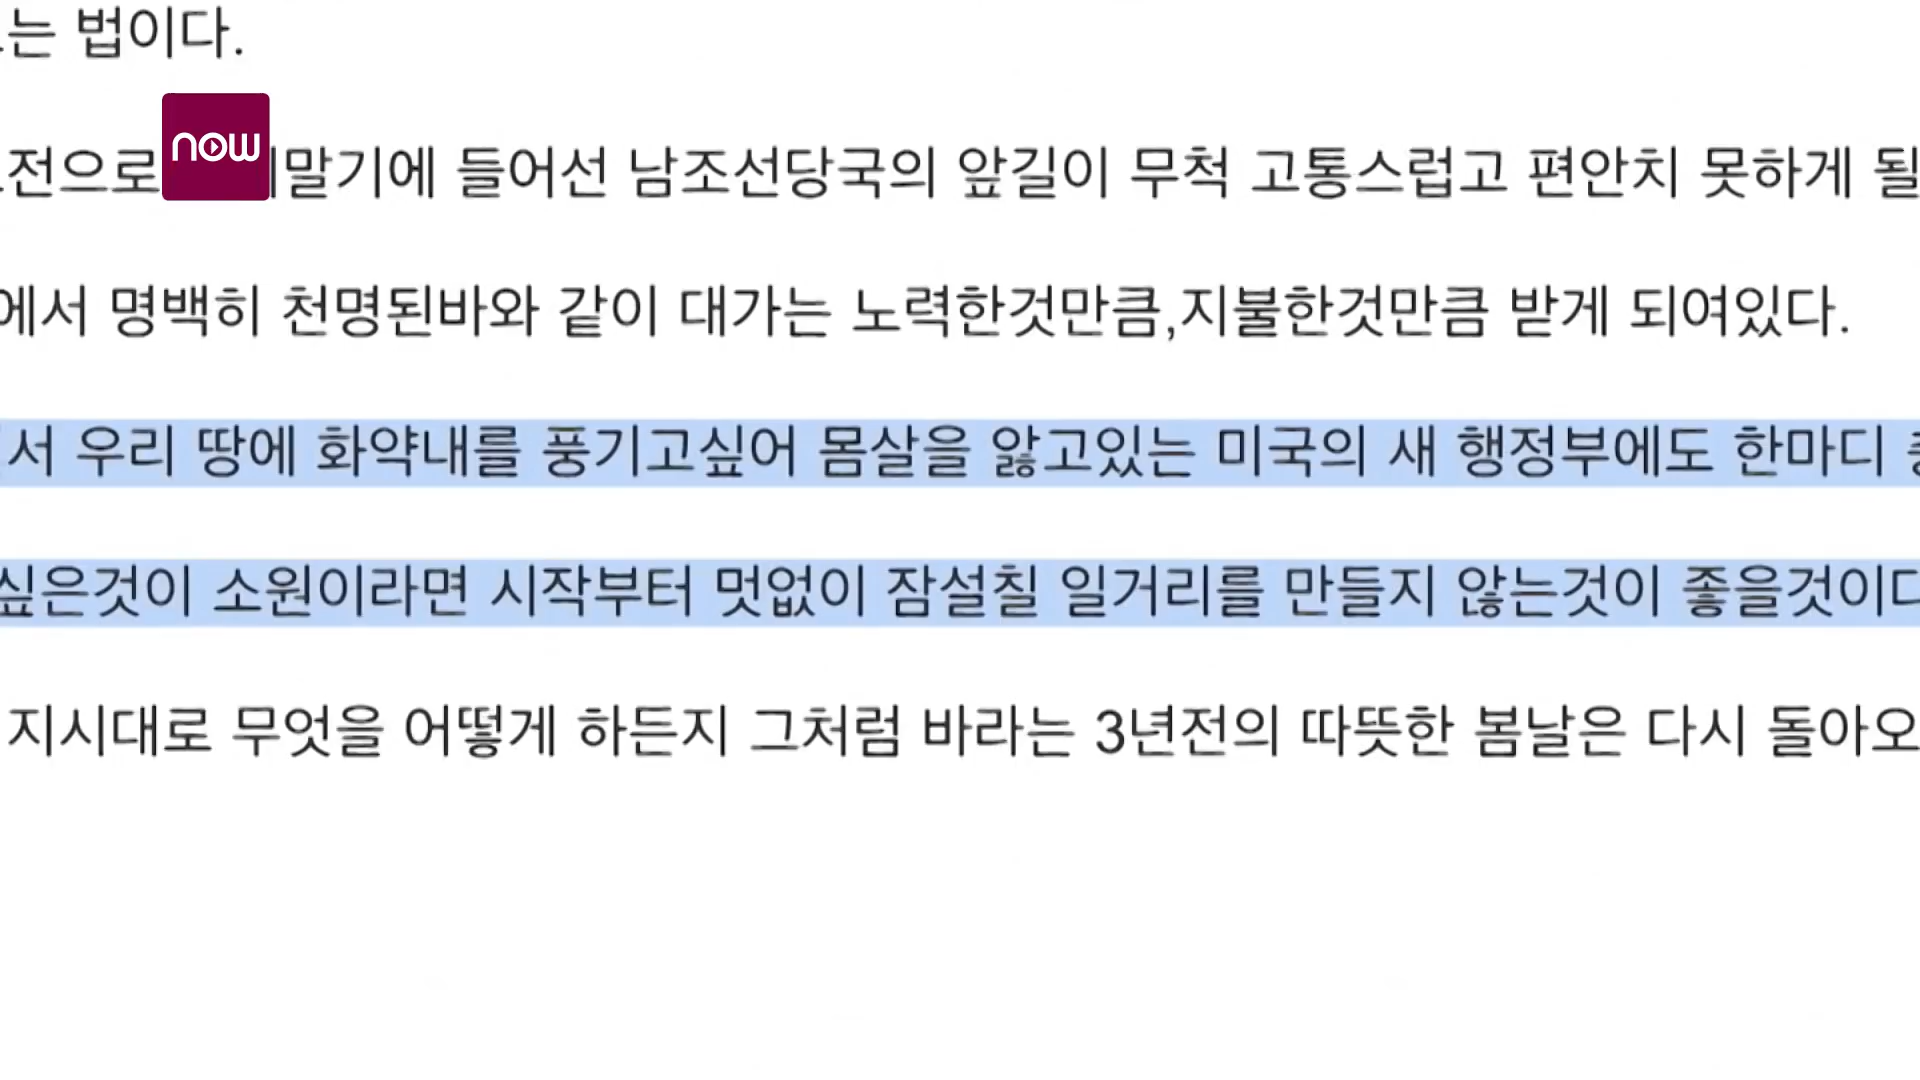 는 법이다.
전으로
now
말기에 들어선 남조선당국의 앞길이 무척 고통스럽고 편안치 못하게 될
에서 명백히 천명된바와 같이 대가는 노력한것만큼,지불한것만큼 받게 되여있다.
서 우리 땅에 화약내를 풍기고싶어 몸살을 앓고있는 미국의 새 행정부에도 한마디
싶은것이 소원이라면 시작부터 멋없이 잠설칠 일거리를 만들지 않는것이 좋을것이다
지시대로 무엇을 어떻게 하든지 그처럼 바라는 3년전의 따뜻한 봄날은 다시 돌아오